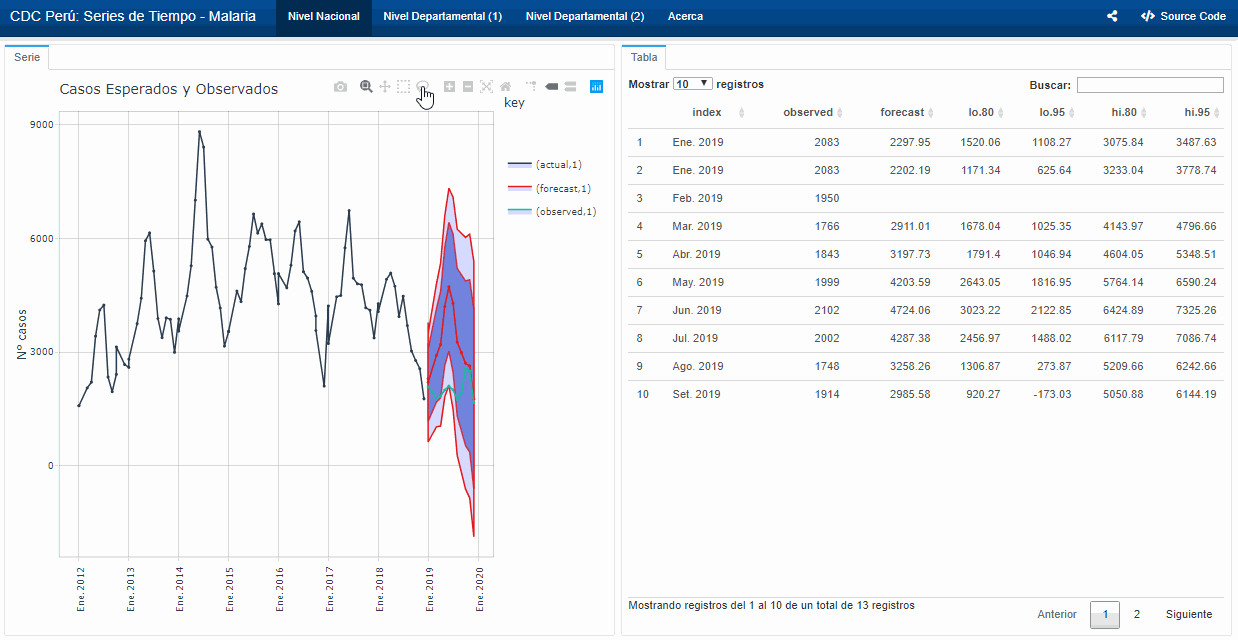 CDC Perú: Series de Tiempo - Malaria Nivel Nacional Nivel Departamental (1) Nivel Departamental (2) Acerca Source Code
Serie
Casos Esperados y Observados
key
(actual,1)
(forecast,1)
(observed,1)
Nº casos
9000
6000
3000
0
Ene.2012 Ene.2013 Ene.2014 Ene.2015 Ene.2016 Ene.2017 Ene.2018 Ene.2019 Ene.2020
Tabla
Mostrar 10 registros Buscar:
index observed forecast lo.80 lo.95 hi.80 hi.95
1 Ene. 2019 2083 2297.95 1520.06 1108.27 3075.84 3487.63
2 Ene. 2019 2083 2202.19 1171.34 625.64 3233.04 3778.74
3 Feb. 2019 1950
4 Mar. 2019 1766 2911.01 1678.04 1025.35 4143.97 4796.66
5 Abr. 2019 1843 3197.73 1791.4 1046.94 4604.05 5348.51
6 May. 2019 1999 4203.59 2643.05 1816.95 5764.14 6590.24
7 Jun. 2019 2102 4724.06 3023.22 2122.85 6424.89 7325.26
8 Jul. 2019 2002 4287.38 2456.97 1488.02 6117.79 7086.74
9 Ago. 2019 1748 3258.26 1306.87 273.87 5209.66 6242.66
10 Set. 2019 1914 2985.58 920.27 -173.03 5050.88 6144.19
Mostrando registros del 1 al 10 de un total de 13 registros
Anterior 1 2 Siguiente